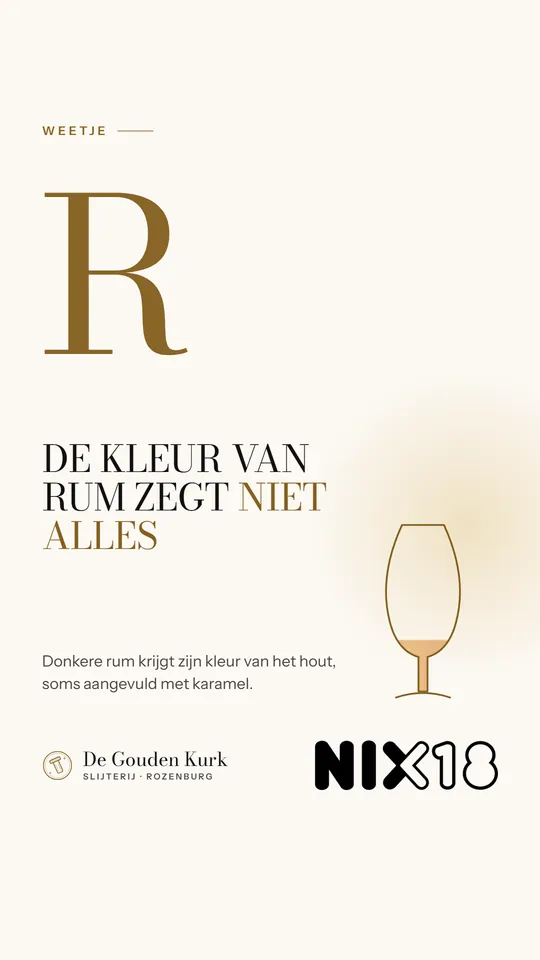 WEETJE
R
DE KLEUR VAN
RUM ZEGT NIET
ALLES
Donkere rum krijgt zijn kleur van het hout,
soms aangevuld met karamel.
De Gouden Kurk
SLIJTERIJ · ROZENBURG
NIX18